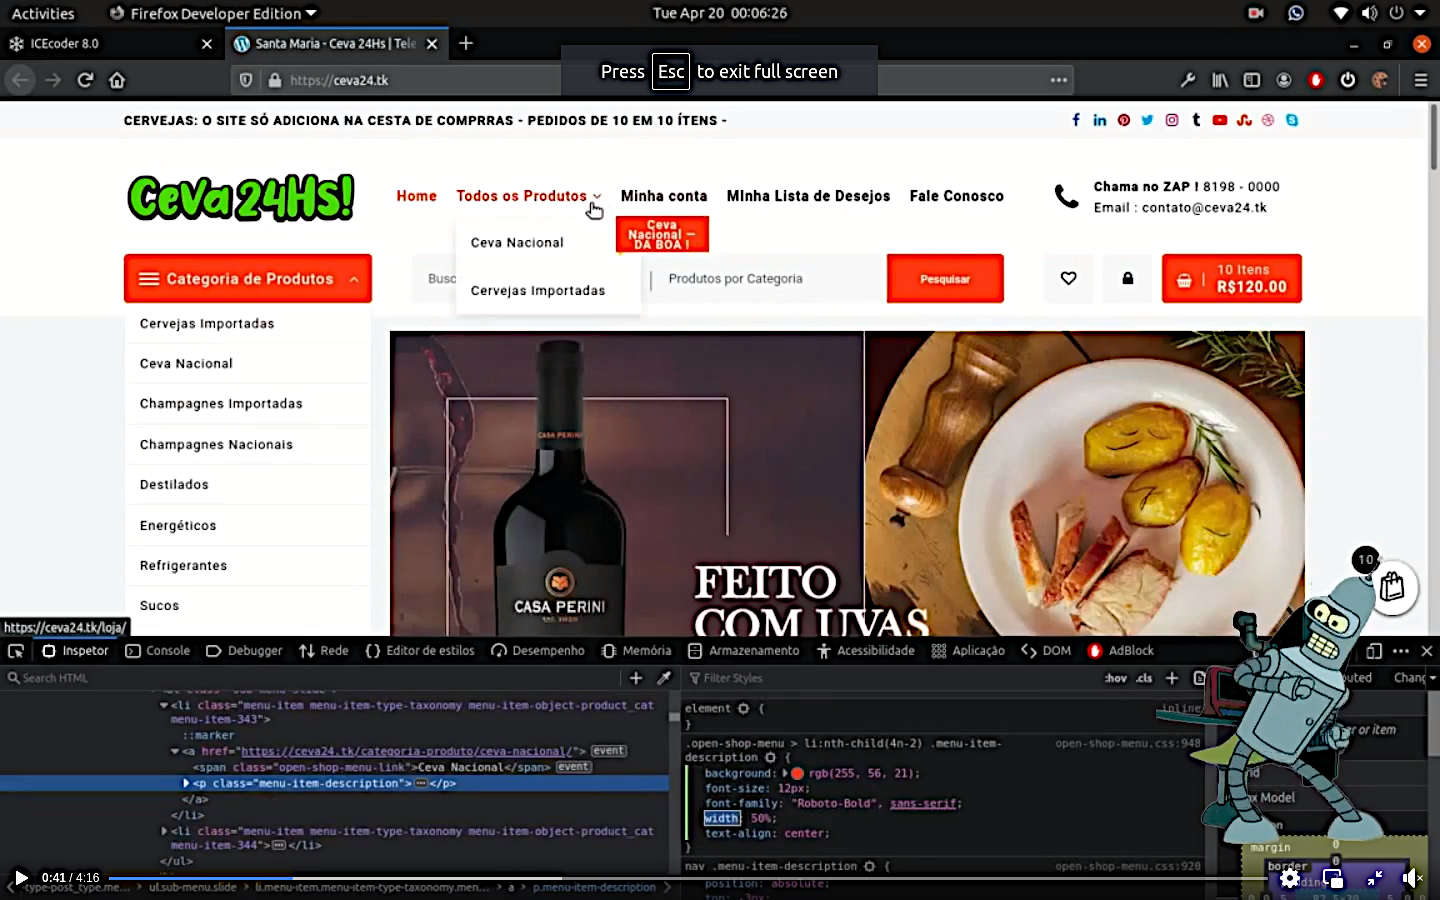 Activities
Firefox Developer Edition
Tue Apr 20 00:06:26
ICEcoder 8.0
Santa Maria - Ceva 24Hs | Tele
Press Esc to exit full screen
https://ceva24.tk
CERVEJAS: O SITE SÓ ADICIONA NA CESTA DE COMPRRAS - PEDIDOS DE 10 EM 10 ÍTENS -
CeVa 24Hs!
Home
Todos os Produtos
Minha conta
MInha Lista de Desejos
Fale Conosco
Chama no ZAP ! 8198 - 0000
Email : contato@ceva24.tk
Ceva Nacional
Ceva
Nacional –
DA BOA !
Cervejas Importadas
Categoria de Produtos
Busc
Produtos por Categoria
Pesquisar
10 Itens
R$120.00
Cervejas Importadas
Ceva Nacional
Champagnes Importadas
Champagnes Nacionais
Destilados
Energéticos
Refrigerantes
Sucos
CASA PERINI
CASA PERINI
FEITO
COM UVAS
10
https://ceva24.tk/loja/
Inspetor
Console
Debugger
Rede
Editor de estilos
Desempenho
Memória
Armazenamento
Acessibilidade
Aplicação
DOM
AdBlock
Search HTML
Filter Styles
:hov .cls
<li class="menu-item menu-item-type-taxonomy menu-item-object-product_cat
menu-item-343">
::marker
<a href="https://ceva24.tk/categoria-produto/ceva-nacional/"> event
<span class="open-shop-menu-link">Ceva Nacional</span> event
<p class="menu-item-description">…</p>
</a>
</li>
<li class="menu-item menu-item-type-taxonomy menu-item-object-product_cat
menu-item-344">…</li>
</ul>
element {
inline
}
.open-shop-menu > li:nth-child(4n-2) .menu-item-
description {
open-shop-menu.css:948
background: rgb(255, 56, 21);
font-size: 12px;
font-family: "Roboto-Bold", sans-serif;
width: 50%;
text-align: center;
}
nav .menu-item-description {
open-shop-menu.css:920
position: absolute;
margin
0
border
0
0:41 / 4:16
-type-post_type.me…
ul.sub-menu.slide
li.menu-item.menu-item-type-taxonomy.men…
a
p.menu-item-description